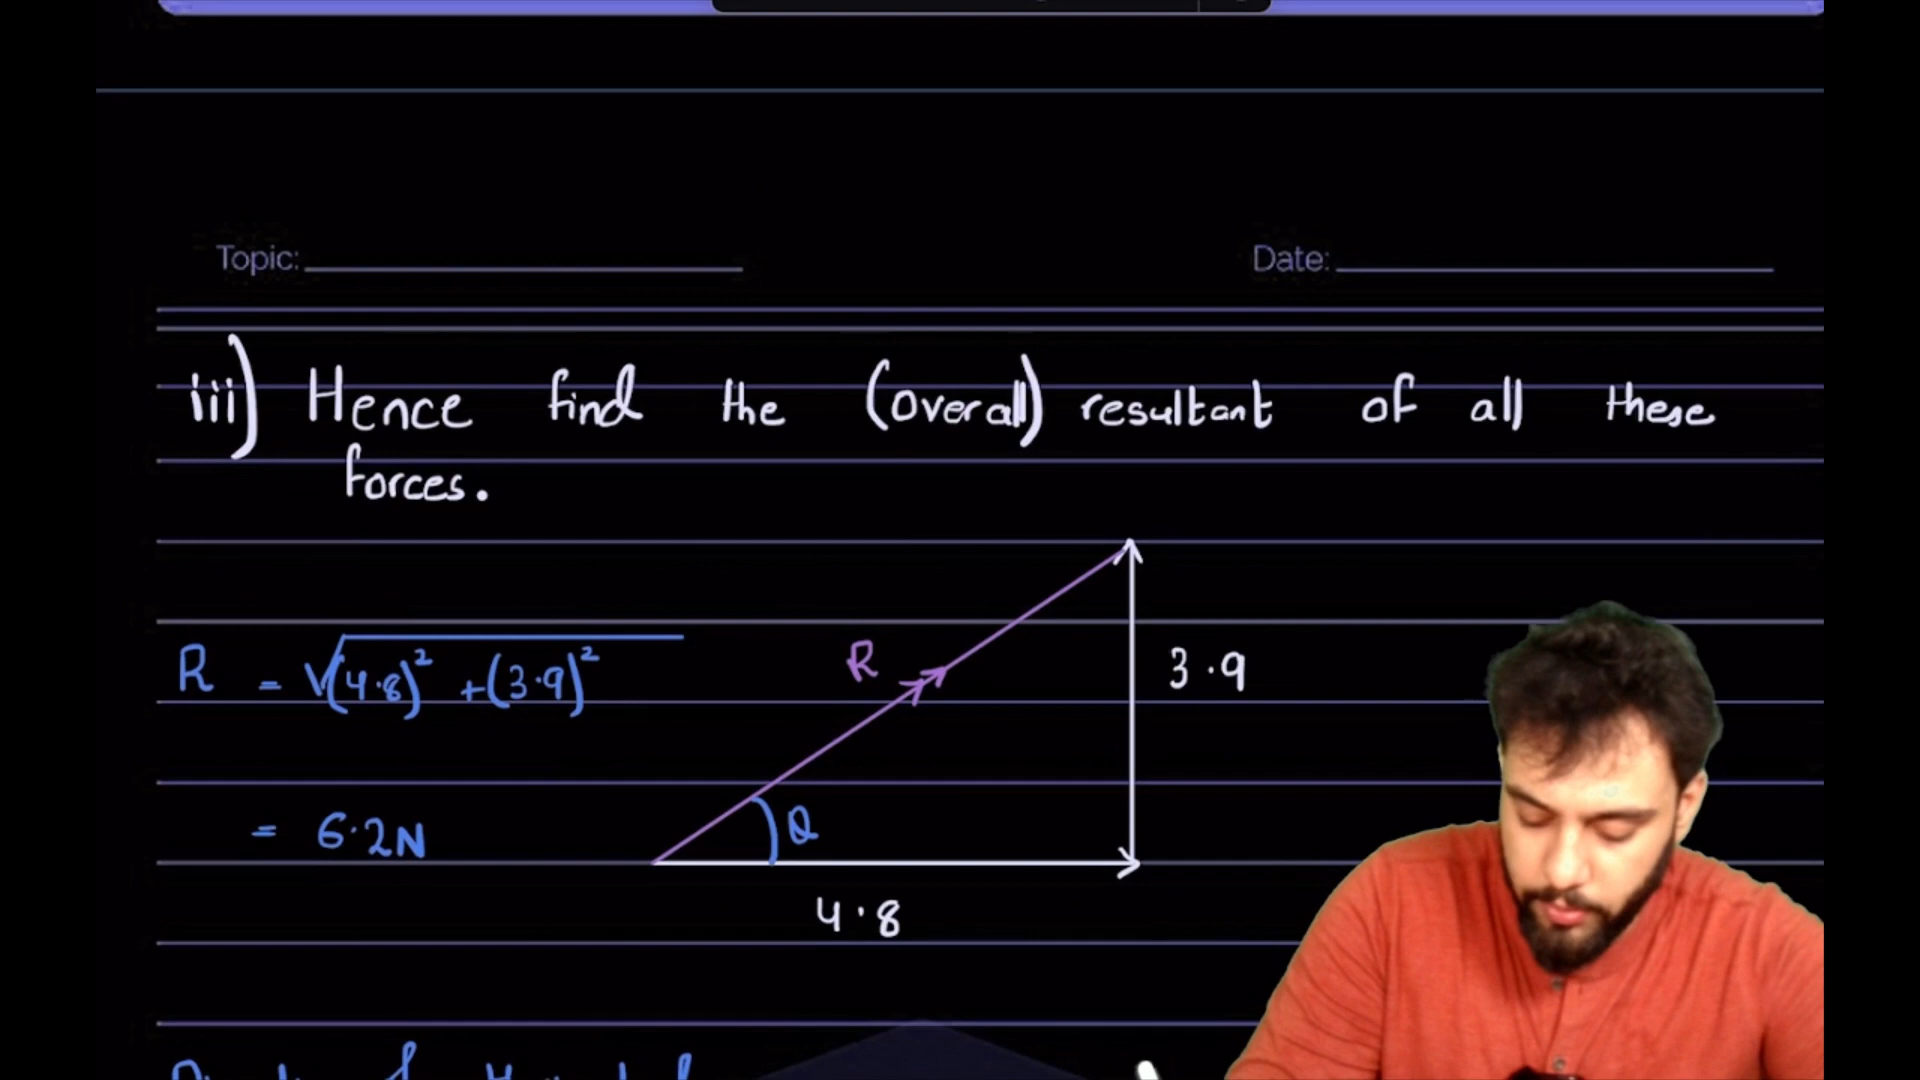 Topic:
Date:
iii) Hence find the (overall) resultant of all these
forces.
R = √(4.8)² + (3.9)²
R
3.9
= 6.2N
θ
4.8